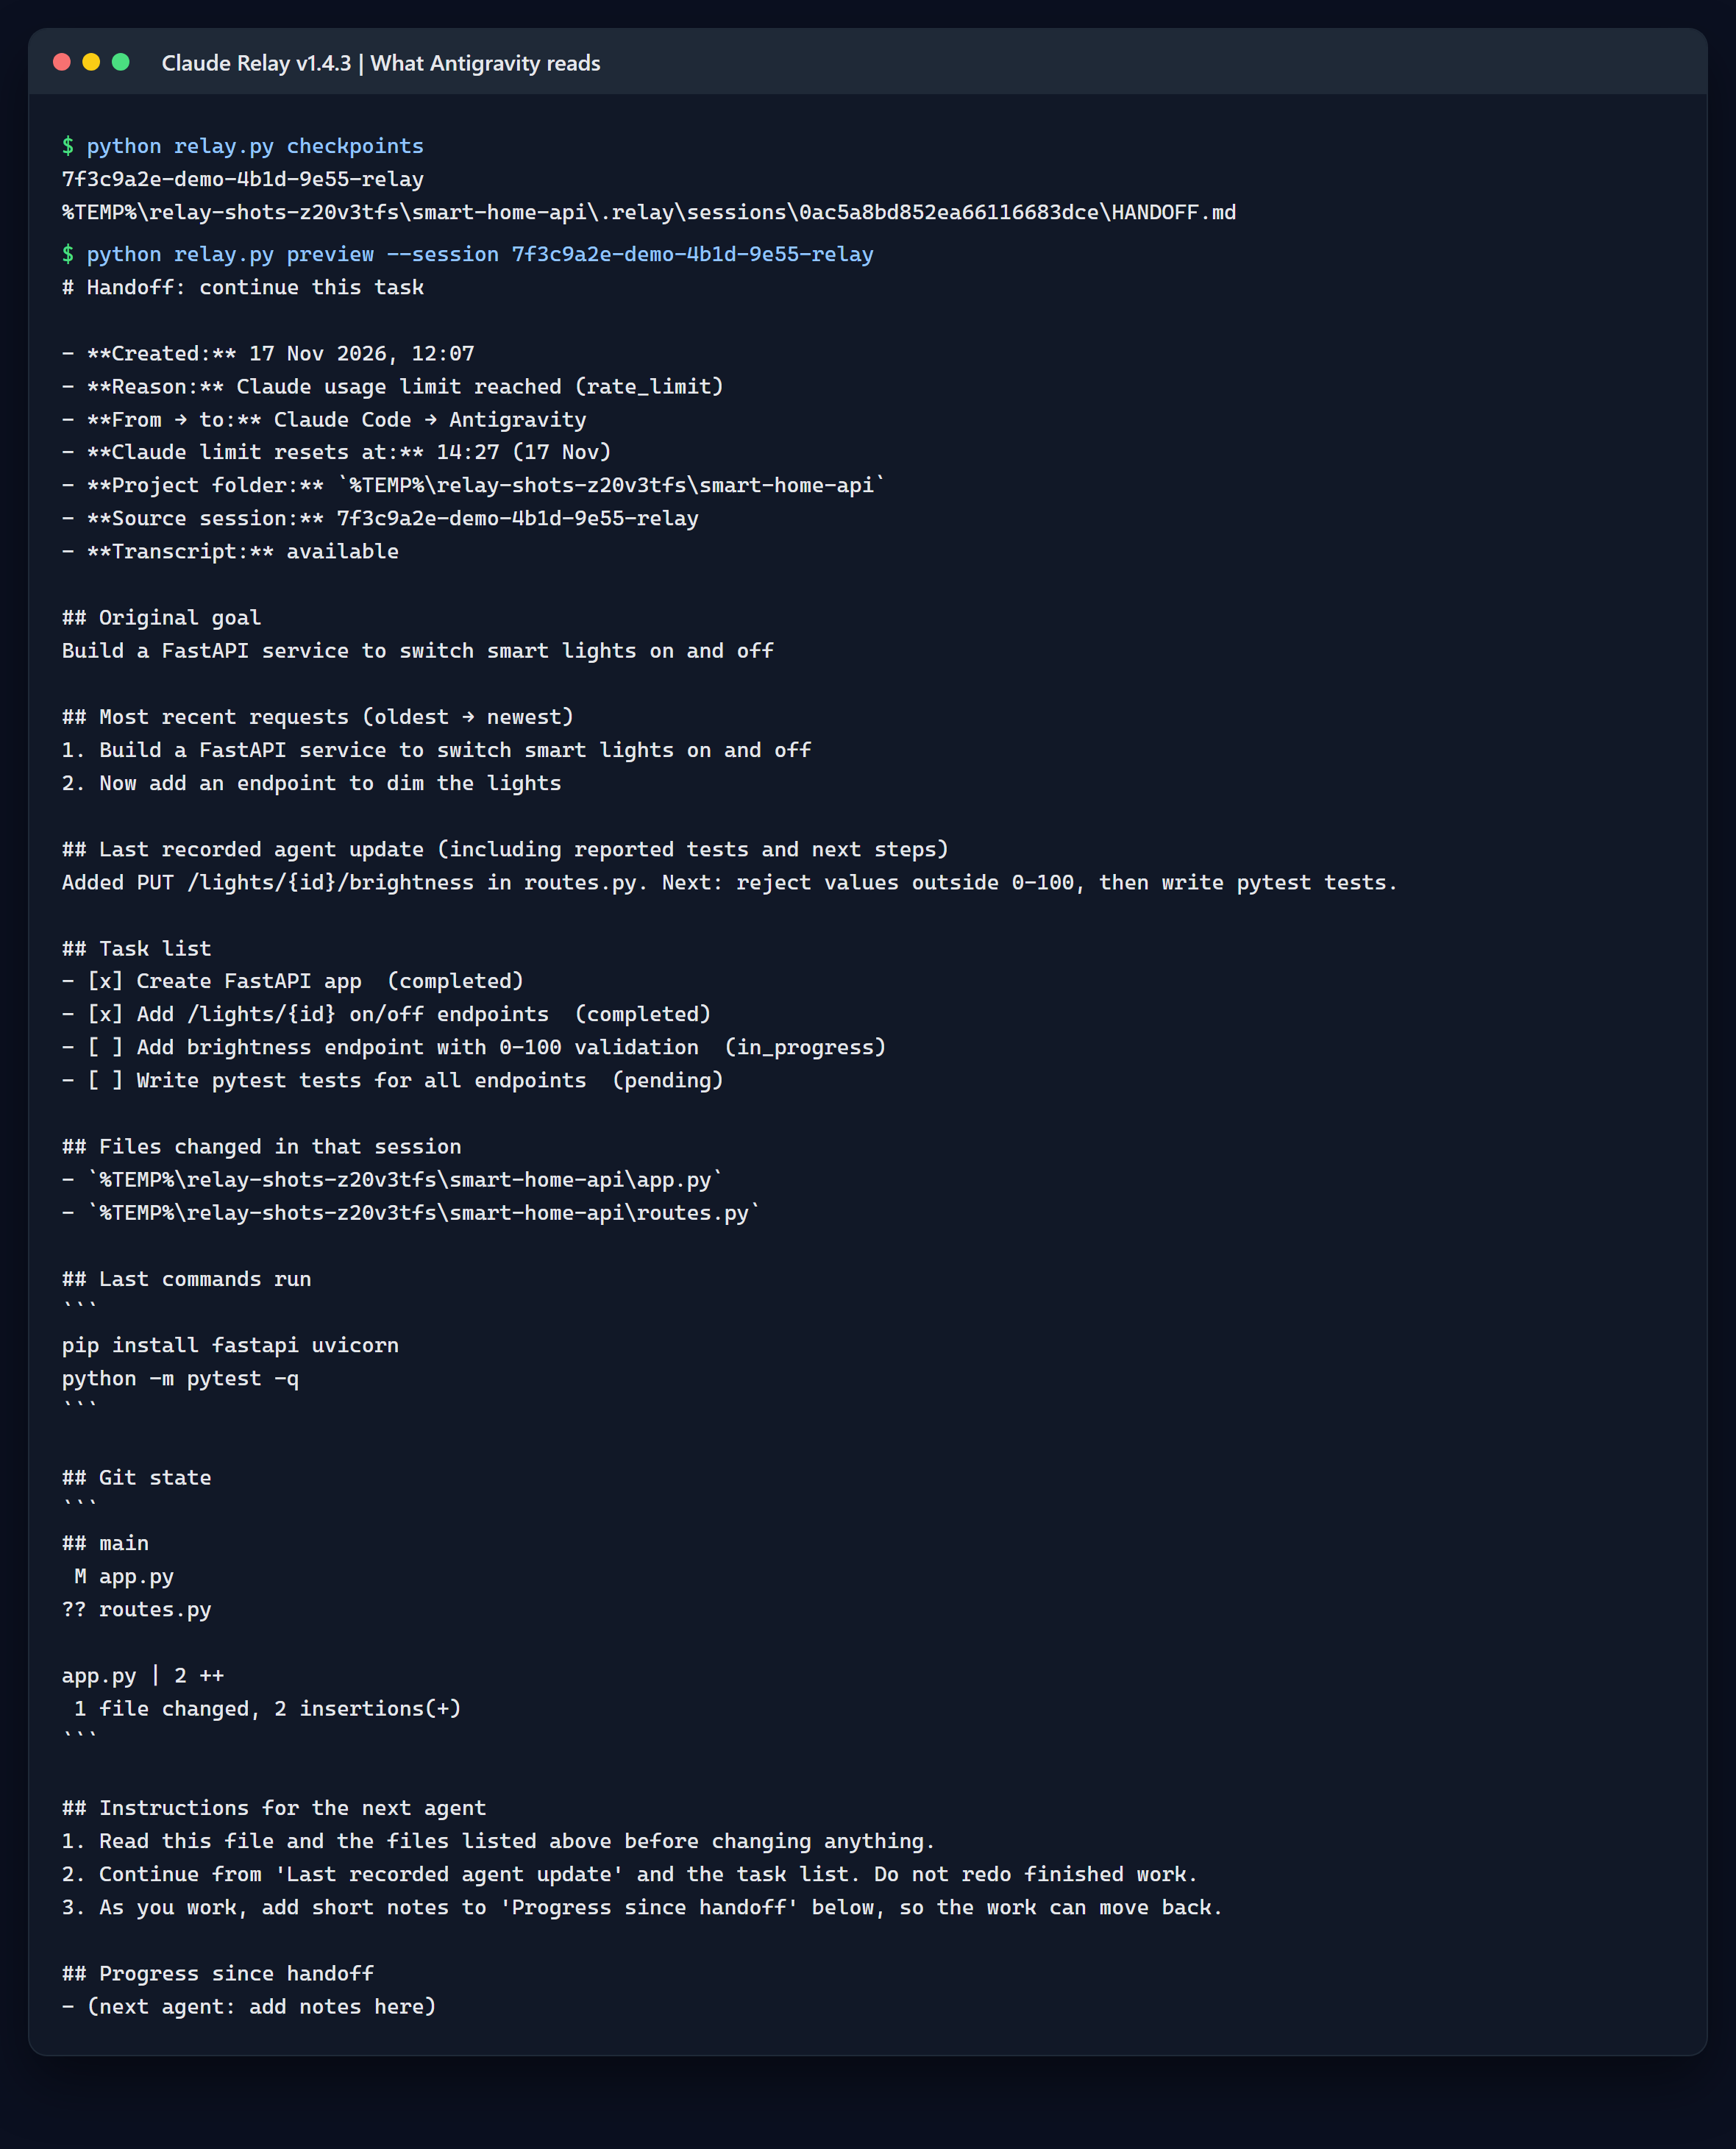 Claude Relay v1.4.3 | What Antigravity reads
$ python relay.py checkpoints
7f3c9a2e-demo-4b1d-9e55-relay
%TEMP%\relay-shots-z20v3tfs\smart-home-api\.relay\sessions\0ac5a8bd852ea66116683dce\HANDOFF.md
$ python relay.py preview --session 7f3c9a2e-demo-4b1d-9e55-relay
# Handoff: continue this task
- **Created:** 17 Nov 2026, 12:07
- **Reason:** Claude usage limit reached (rate_limit)
- **From → to:** Claude Code → Antigravity
- **Claude limit resets at:** 14:27 (17 Nov)
- **Project folder:** `%TEMP%\relay-shots-z20v3tfs\smart-home-api`
- **Source session:** 7f3c9a2e-demo-4b1d-9e55-relay
- **Transcript:** available
## Original goal
Build a FastAPI service to switch smart lights on and off
## Most recent requests (oldest → newest)
1. Build a FastAPI service to switch smart lights on and off
2. Now add an endpoint to dim the lights
## Last recorded agent update (including reported tests and next steps)
Added PUT /lights/{id}/brightness in routes.py. Next: reject values outside 0-100, then write pytest tests.
## Task list
- [x] Create FastAPI app  (completed)
- [x] Add /lights/{id} on/off endpoints  (completed)
- [ ] Add brightness endpoint with 0-100 validation  (in_progress)
- [ ] Write pytest tests for all endpoints  (pending)
## Files changed in that session
- `%TEMP%\relay-shots-z20v3tfs\smart-home-api\app.py`
- `%TEMP%\relay-shots-z20v3tfs\smart-home-api\routes.py`
## Last commands run
```
pip install fastapi uvicorn
python -m pytest -q
```
## Git state
```
## main
 M app.py
?? routes.py
app.py | 2 ++
 1 file changed, 2 insertions(+)
```
## Instructions for the next agent
1. Read this file and the files listed above before changing anything.
2. Continue from 'Last recorded agent update' and the task list. Do not redo finished work.
3. As you work, add short notes to 'Progress since handoff' below, so the work can move back.
## Progress since handoff
- (next agent: add notes here)